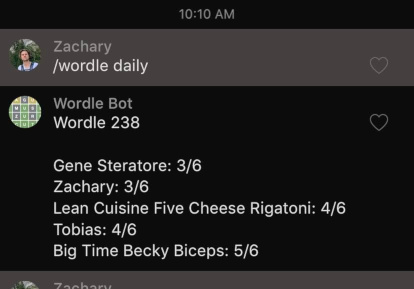 10:10 AM
Zachary
/wordle daily
Wordle Bot
Wordle 238
Gene Steratore: 3/6
Zachary: 3/6
Lean Cuisine Five Cheese Rigatoni: 4/6
Tobias: 4/6
Big Time Becky Biceps: 5/6
Zachary